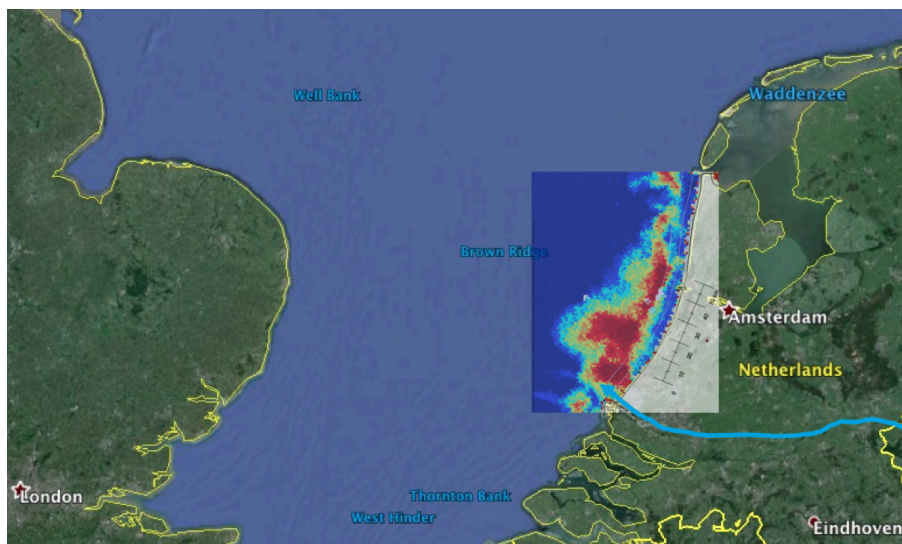 Well Bank
Waddenzee
Brown Ridge
Amsterdam
Netherlands
London
Thornton Bank
West Hinder
Eindhoven